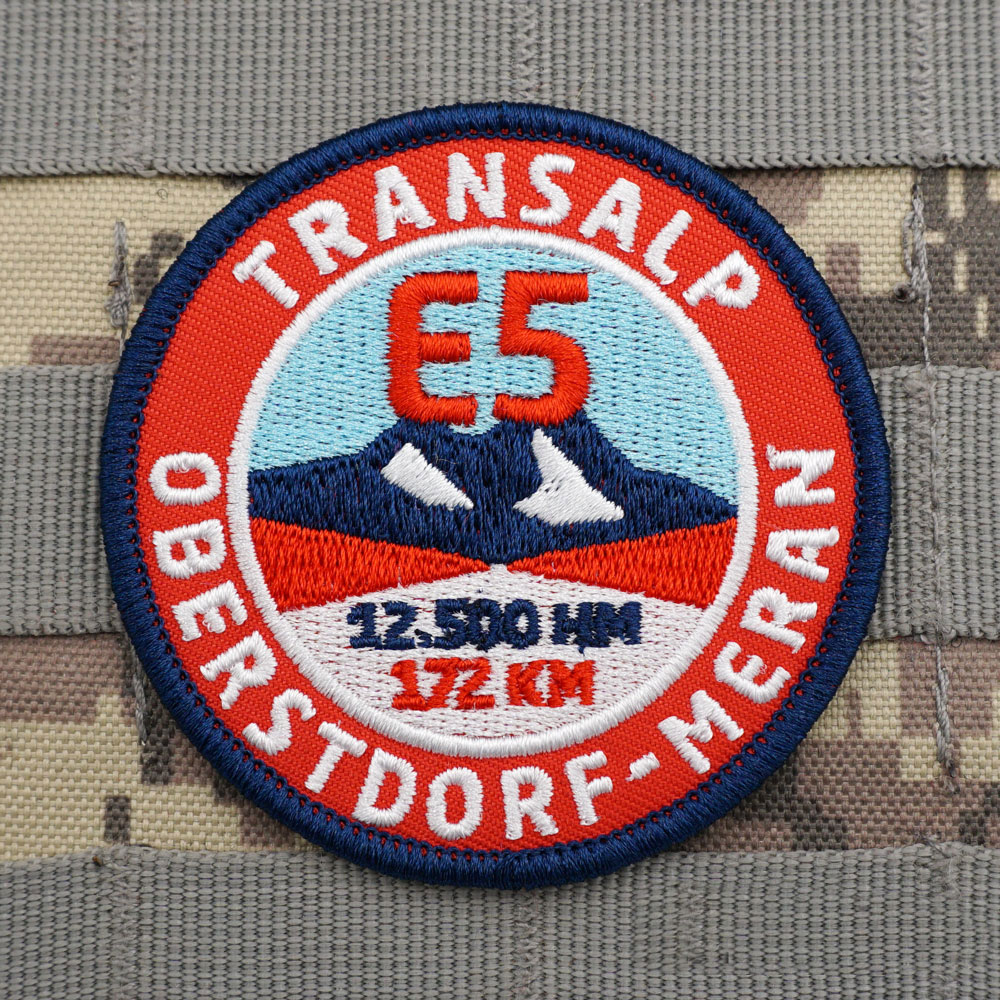 TRANSALP
E5
12.500 HM
172 KM
OBERSTDORF-MERAN